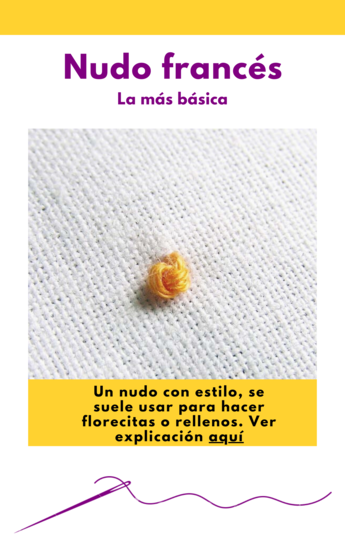 Nudo francés
La más básica
Un nudo con estilo, se
suele usar para hacer
florecitas o rellenos. Ver
explicación aquí